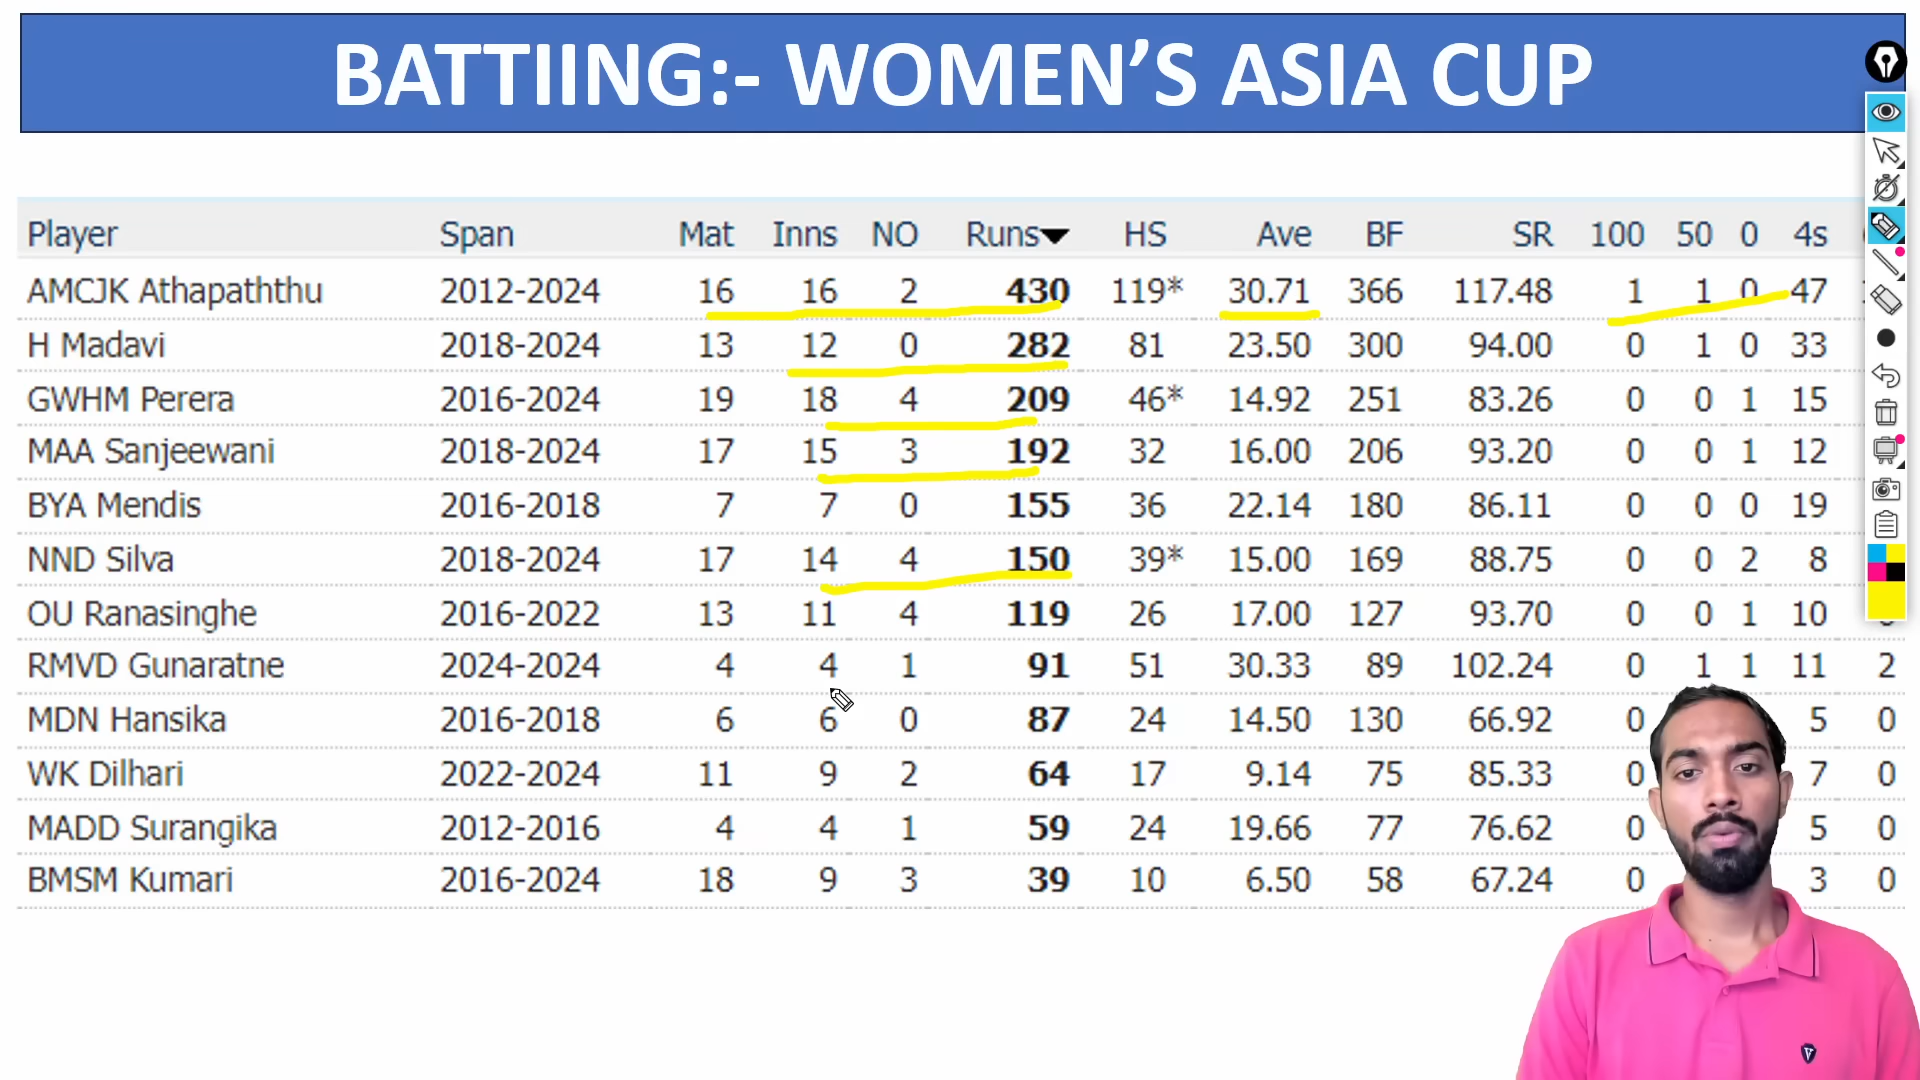 BATTIING:- WOMEN'S ASIA CUP
Player Span Mat Inns NO Runs HS Ave BF SR 100 50 0 4s
AMCJK Athapaththu 2012-2024 16 16 2 430 119* 30.71 366 117.48 1 1 0 47
H Madavi 2018-2024 13 12 0 282 81 23.50 300 94.00 0 1 0 33
GWHM Perera 2016-2024 19 18 4 209 46* 14.92 251 83.26 0 0 1 15
MAA Sanjeewani 2018-2024 17 15 3 192 32 16.00 206 93.20 0 0 1 12
BYA Mendis 2016-2018 7 7 0 155 36 22.14 180 86.11 0 0 0 19
NND Silva 2018-2024 17 14 4 150 39* 15.00 169 88.75 0 0 2 8
OU Ranasinghe 2016-2022 13 11 4 119 26 17.00 127 93.70 0 0 1 10
RMVD Gunaratne 2024-2024 4 4 1 91 51 30.33 89 102.24 0 1 1 11 2
MDN Hansika 2016-2018 6 6 0 87 24 14.50 130 66.92 0 5 0
WK Dilhari 2022-2024 11 9 2 64 17 9.14 75 85.33 0 7 0
MADD Surangika 2012-2016 4 4 1 59 24 19.66 77 76.62 0 5 0
BMSM Kumari 2016-2024 18 9 3 39 10 6.50 58 67.24 0 3 0